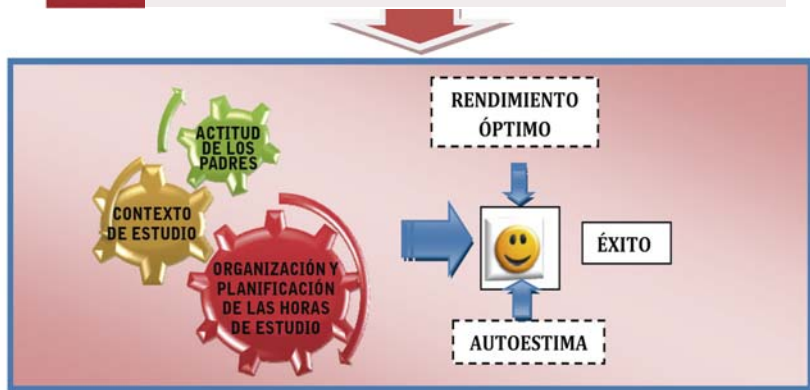 ACTITUD
DE LOS
PADRES
CONTEXTO
DE ESTUDIO
ORGANIZACIÓN Y
PLANIFICACIÓN
DE LAS HORAS
DE ESTUDIO
RENDIMIENTO
ÓPTIMO
ÉXITO
AUTOESTIMA